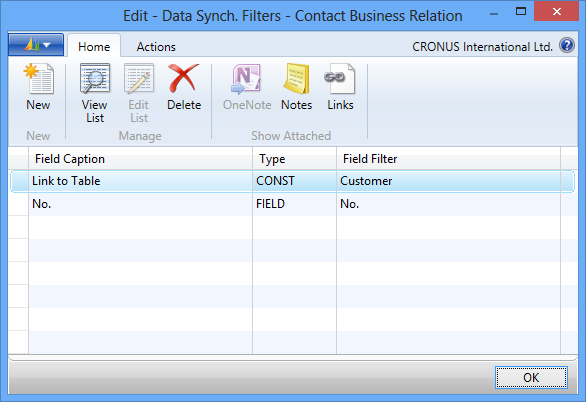 Edit - Data Synch. Filters - Contact Business Relation
Home Actions CRONUS International Ltd.
New View List Edit List Delete OneNote Notes Links
New Manage Show Attached
Field Caption Type Field Filter
Link to Table CONST Customer
No. FIELD No.
OK